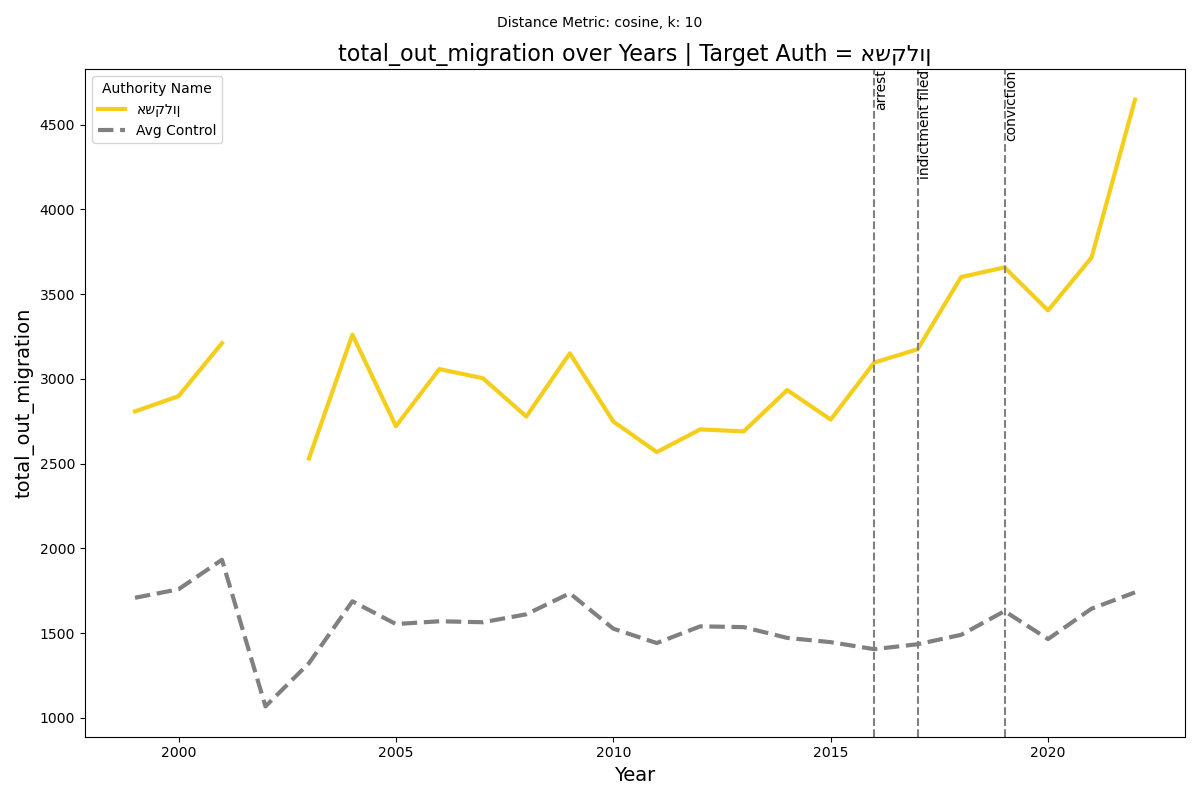 Distance Metric: cosine, k: 10
total_out_migration over Years | Target Auth = אשקלון
Authority Name
אשקלון
Avg Control
arrest
indictment filed
conviction
total_out_migration
4500
4000
3500
3000
2500
2000
1500
1000
2000
2005
2010
2015
2020
Year